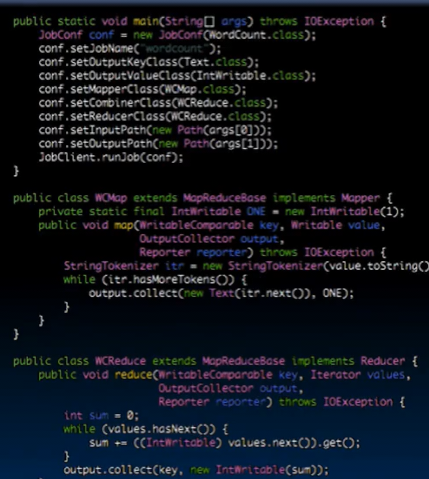 public static void main(String[] args) throws IOException {
JobConf conf = new JobConf(WordCount.class);
conf.setJobName("wordcount");
conf.setOutputKeyClass(Text.class);
conf.setOutputValueClass(IntWritable.class);
conf.setMapperClass(WCMap.class);
conf.setCombinerClass(WCReduce.class);
conf.setReducerClass(WCReduce.class);
conf.setInputPath(new Path(args[0]));
conf.setOutputPath(new Path(args[1]));
JobClient.runJob(conf);
}
public class WCMap extends MapReduceBase implements Mapper {
private static final IntWritable ONE = new IntWritable(1);
public void map(WritableComparable key, Writable value,
OutputCollector output,
Reporter reporter) throws IOException {
StringTokenizer itr = new StringTokenizer(value.toString()
while (itr.hasMoreTokens()) {
output.collect(new Text(itr.next()), ONE);
}
}
}
public class WCReduce extends MapReduceBase implements Reducer {
public void reduce(WritableComparable key, Iterator values,
OutputCollector output,
Reporter reporter) throws IOException {
int sum = 0;
while (values.hasNext()) {
sum += ((IntWritable) values.next()).get();
}
output.collect(key, new IntWritable(sum));